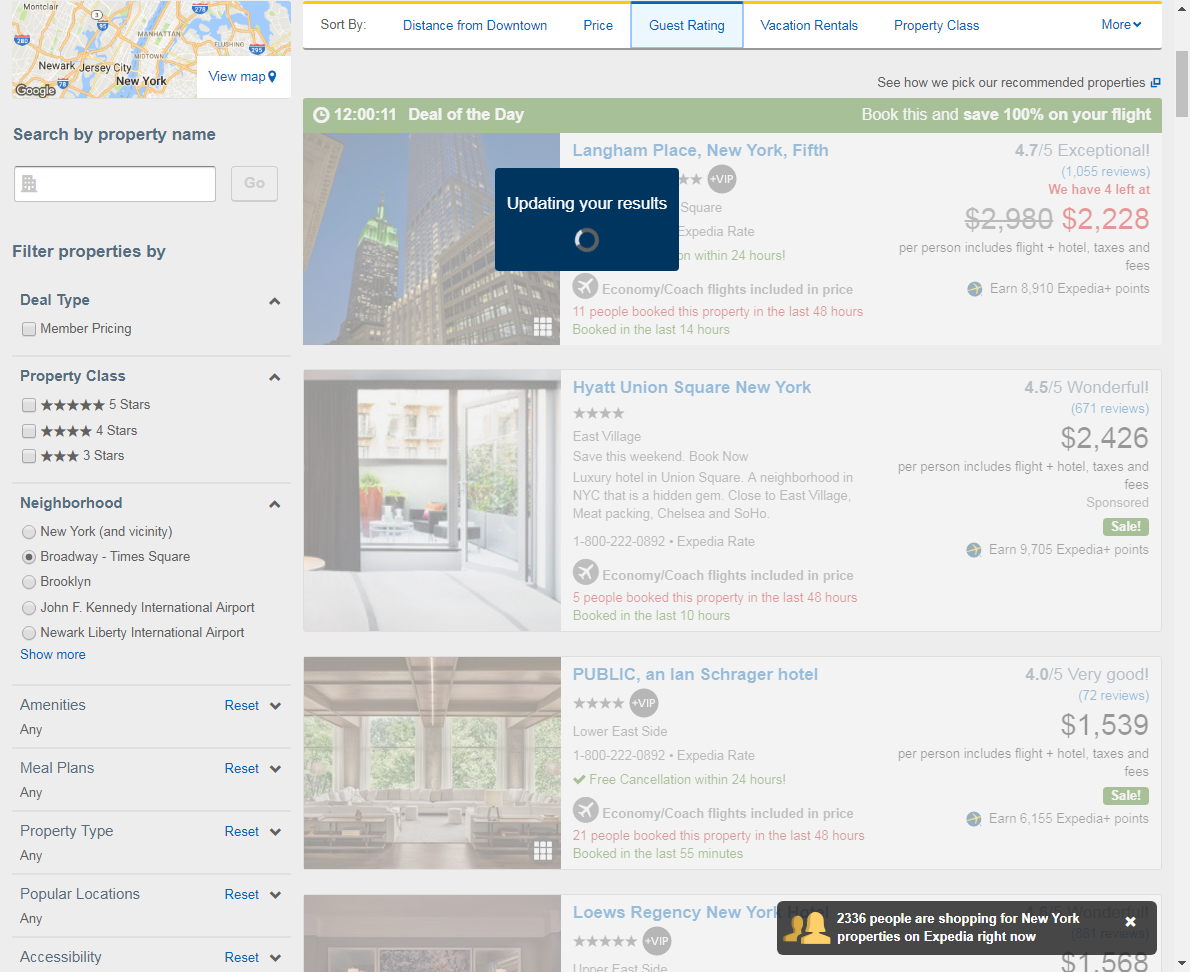 Montclair
3
278
280
MANHATTAN
FLUSHING
MIDTOWN
495
295
Newark
Jersey City
78
New York
Google
View map
Search by property name
Go
Filter properties by
Deal Type
Member Pricing
Property Class
★★★★★ 5 Stars
★★★★ 4 Stars
★★★ 3 Stars
Neighborhood
New York (and vicinity)
Broadway - Times Square
Brooklyn
John F. Kennedy International Airport
Newark Liberty International Airport
Show more
Amenities Reset
Any
Meal Plans Reset
Any
Property Type Reset
Any
Popular Locations Reset
Any
Accessibility Reset
Sort By: Distance from Downtown Price Guest Rating Vacation Rentals Property Class More
See how we pick our recommended properties
12:00:11 Deal of the Day Book this and save 100% on your flight
Langham Place, New York, Fifth
+VIP
Square
Expedia Rate
on within 24 hours!
Economy/Coach flights included in price
11 people booked this property in the last 48 hours
Booked in the last 14 hours
4.7/5 Exceptional!
(1,055 reviews)
We have 4 left at
$2,980 $2,228
per person includes flight + hotel, taxes and
fees
Earn 8,910 Expedia+ points
Updating your results
Hyatt Union Square New York
★★★★
East Village
Save this weekend. Book Now
Luxury hotel in Union Square. A neighborhood in
NYC that is a hidden gem. Close to East Village,
Meat packing, Chelsea and SoHo.
1-800-222-0892 • Expedia Rate
Economy/Coach flights included in price
5 people booked this property in the last 48 hours
Booked in the last 10 hours
4.5/5 Wonderful!
(671 reviews)
$2,426
per person includes flight + hotel, taxes and
fees
Sponsored
Sale!
Earn 9,705 Expedia+ points
PUBLIC, an Ian Schrager hotel
★★★★ +VIP
Lower East Side
1-800-222-0892 • Expedia Rate
Free Cancellation within 24 hours!
Economy/Coach flights included in price
21 people booked this property in the last 48 hours
Booked in the last 55 minutes
4.0/5 Very good!
(72 reviews)
$1,539
per person includes flight + hotel, taxes and
fees
Sale!
Earn 6,155 Expedia+ points
Loews Regency New York Hotel
★★★★★ +VIP
Upper East Side
Wonderful!
(881 reviews)
$1,568
2336 people are shopping for New York
properties on Expedia right now